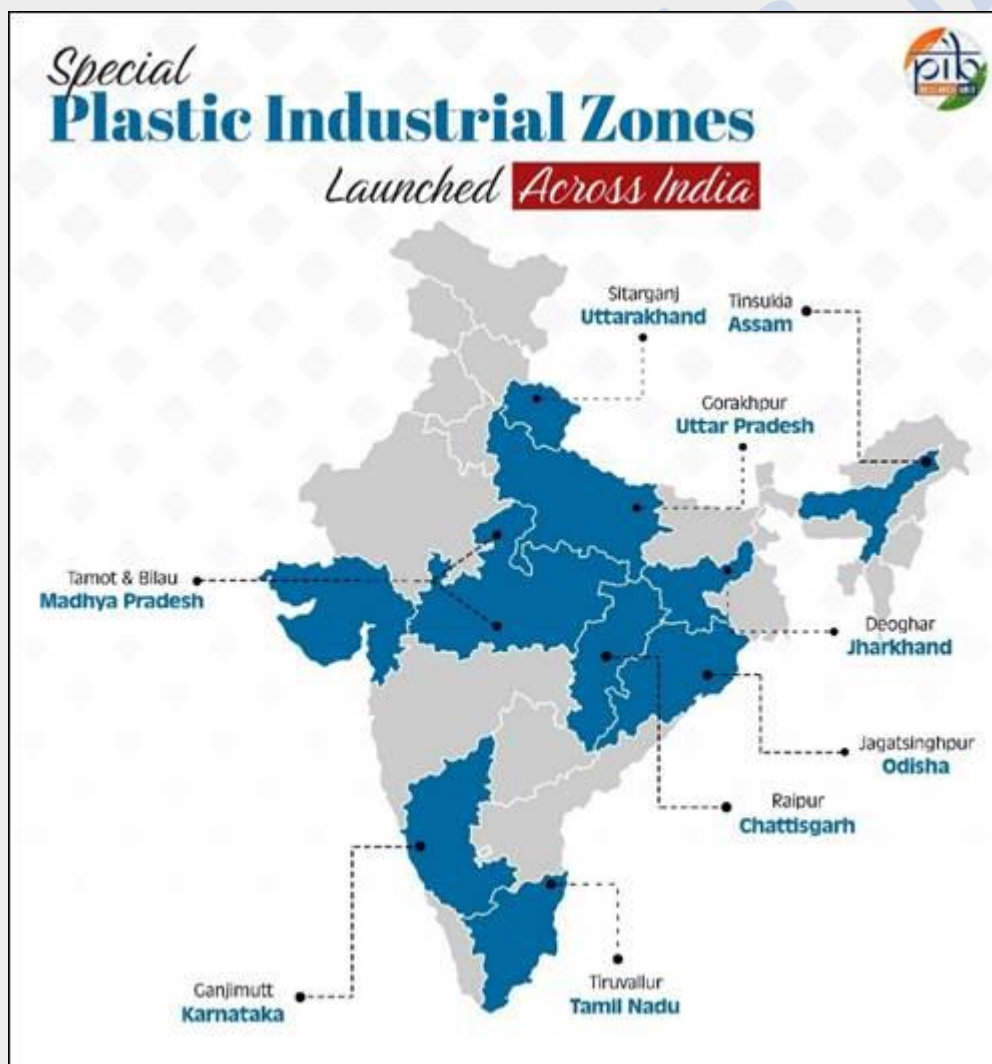 Special
Plastic Industrial Zones
Launched Across India
pib
Sitarganj
Uttarakhand
Tinsukia
Assam
Gorakhpur
Uttar Pradesh
Tamot & Bilau
Madhya Pradesh
Deoghar
Jharkhand
Jagatsinghpur
Odisha
Raipur
Chattisgarh
Ganjimutt
Karnataka
Tiruvallur
Tamil Nadu